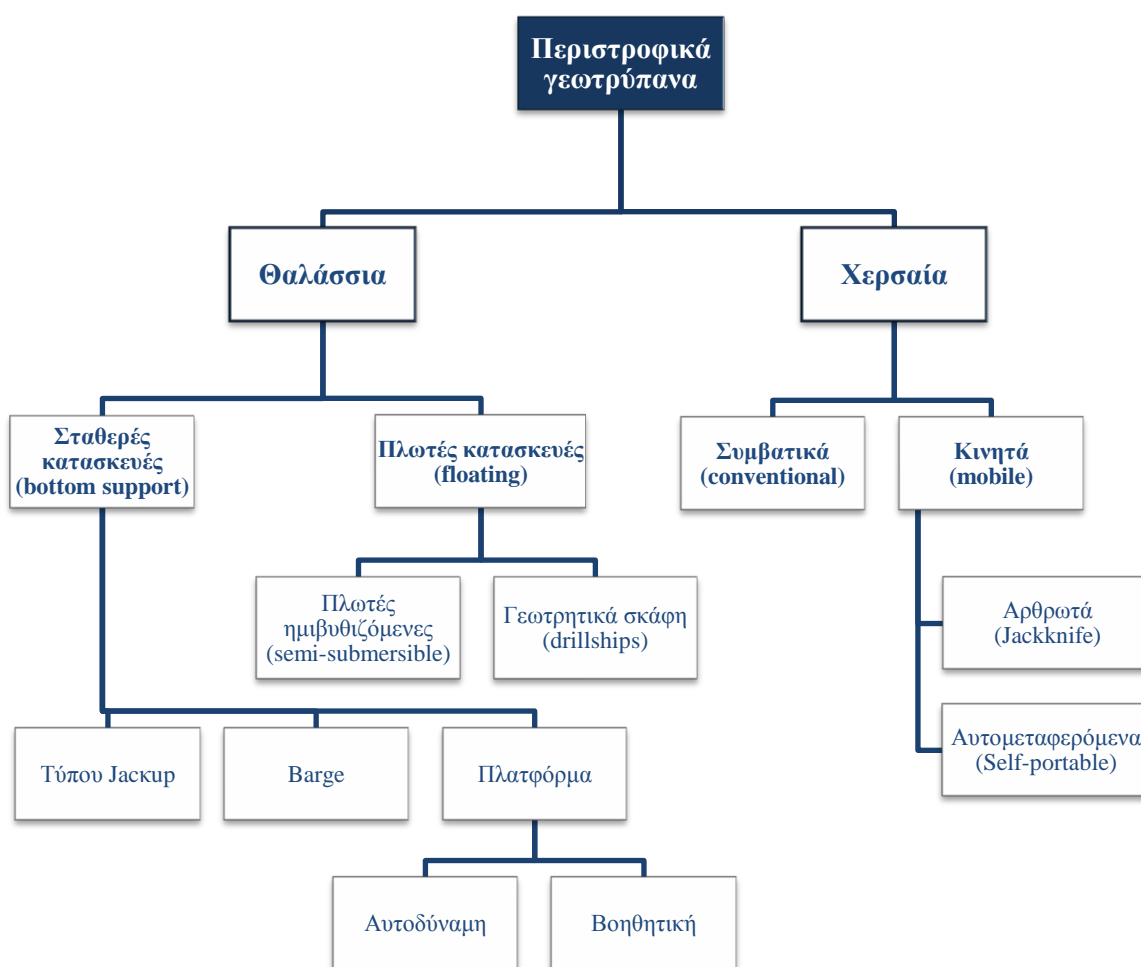 Περιστροφικά
γεωτρύπανα
Θαλάσσια
Χερσαία
Σταθερές
κατασκευές
(bottom support)
Πλωτές κατασκευές
(floating)
Συμβατικά
(conventional)
Κινητά
(mobile)
Πλωτές
ημιβυθιζόμενες
(semi-submersible)
Γεωτρητικά σκάφη
(drillships)
Αρθρωτά
(Jackknife)
Τύπου Jackup
Barge
Πλατφόρμα
Αυτομεταφερόμενα
(Self-portable)
Αυτοδύναμη
Βοηθητική